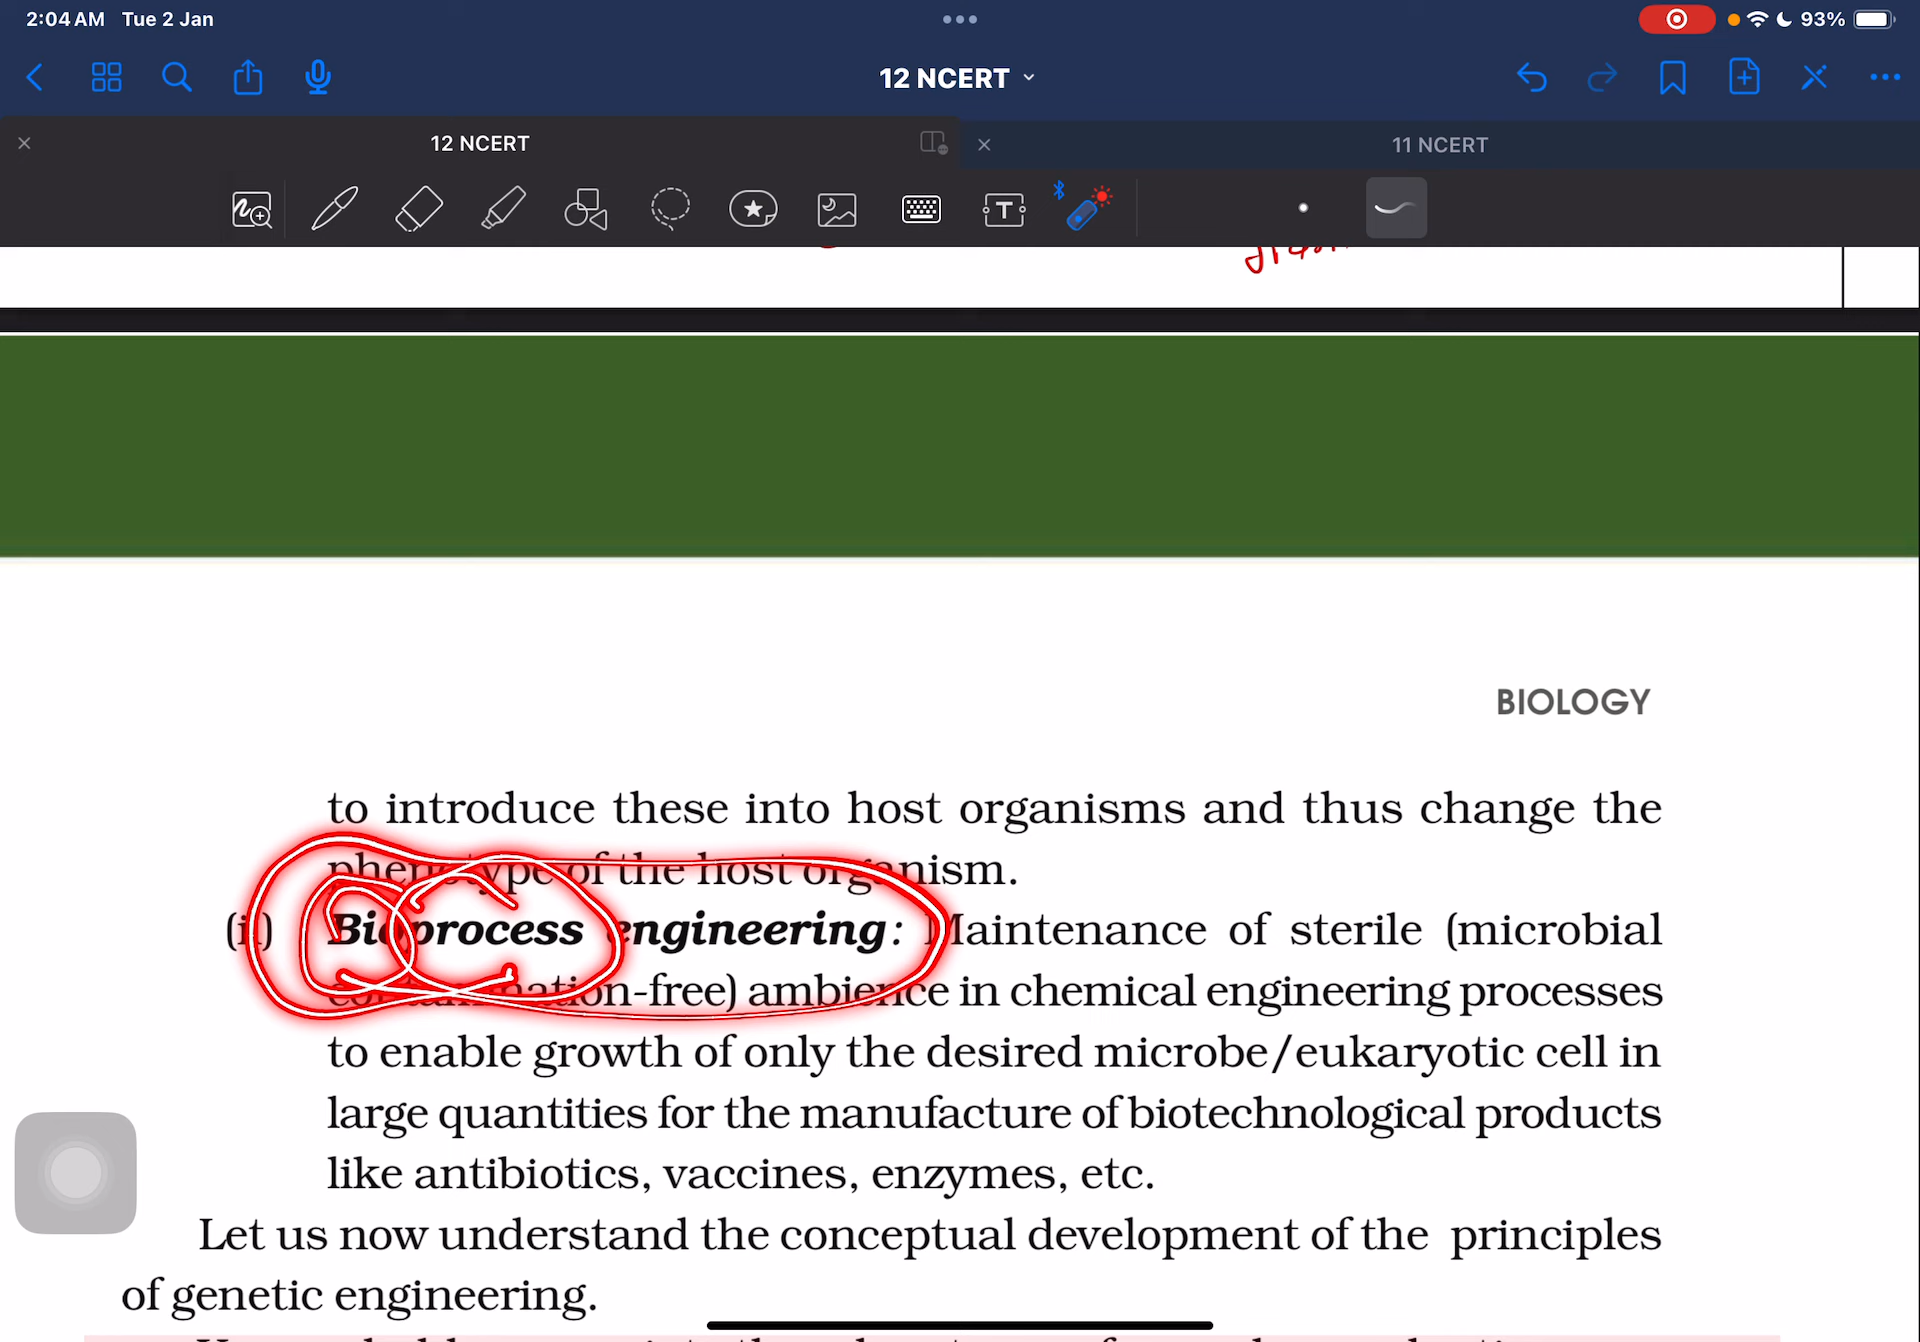 2:04 AM Tue 2 Jan
93%
12 NCERT
12 NCERT
11 NCERT
BIOLOGY
to introduce these into host organisms and thus change the
phenotype of the host organism.
(ii) Bioprocess engineering: Maintenance of sterile (microbial
contamination-free) ambience in chemical engineering processes
to enable growth of only the desired microbe/eukaryotic cell in
large quantities for the manufacture of biotechnological products
like antibiotics, vaccines, enzymes, etc.
Let us now understand the conceptual development of the principles
of genetic engineering.